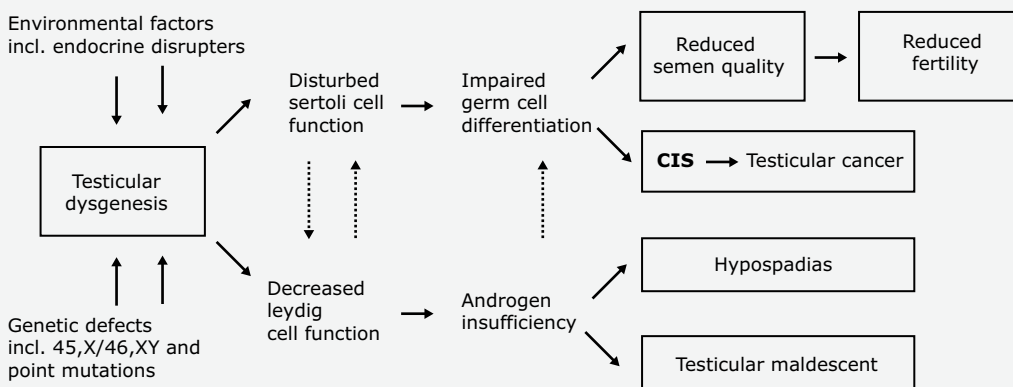 Environmental factors
incl. endocrine disrupters
Testicular
dysgenesis
Genetic defects
incl. 45,X/46,XY and
point mutations
Disturbed
sertoli cell
function
Decreased
leydig
cell function
Impaired
germ cell
differentiation
Androgen
insufficiency
Reduced
semen quality
Reduced
fertility
CIS Testicular cancer
Hypospadias
Testicular maldescent